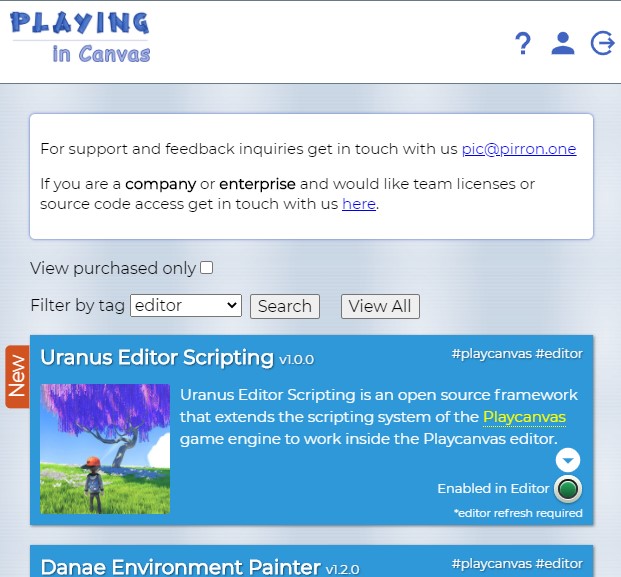 PLAYING
in Canvas
?
For support and feedback inquiries get in touch with us pic@pirron.one
If you are a company or enterprise and would like team licenses or
source code access get in touch with us here.
View purchased only
Filter by tag editor Search View All
New
Uranus Editor Scripting v1.0.0 #playcanvas #editor
Uranus Editor Scripting is an open source framework
that extends the scripting system of the Playcanvas
game engine to work inside the Playcanvas editor.
Enabled in Editor
*editor refresh required
Danae Environment Painter v1.2.0 #playcanvas #editor